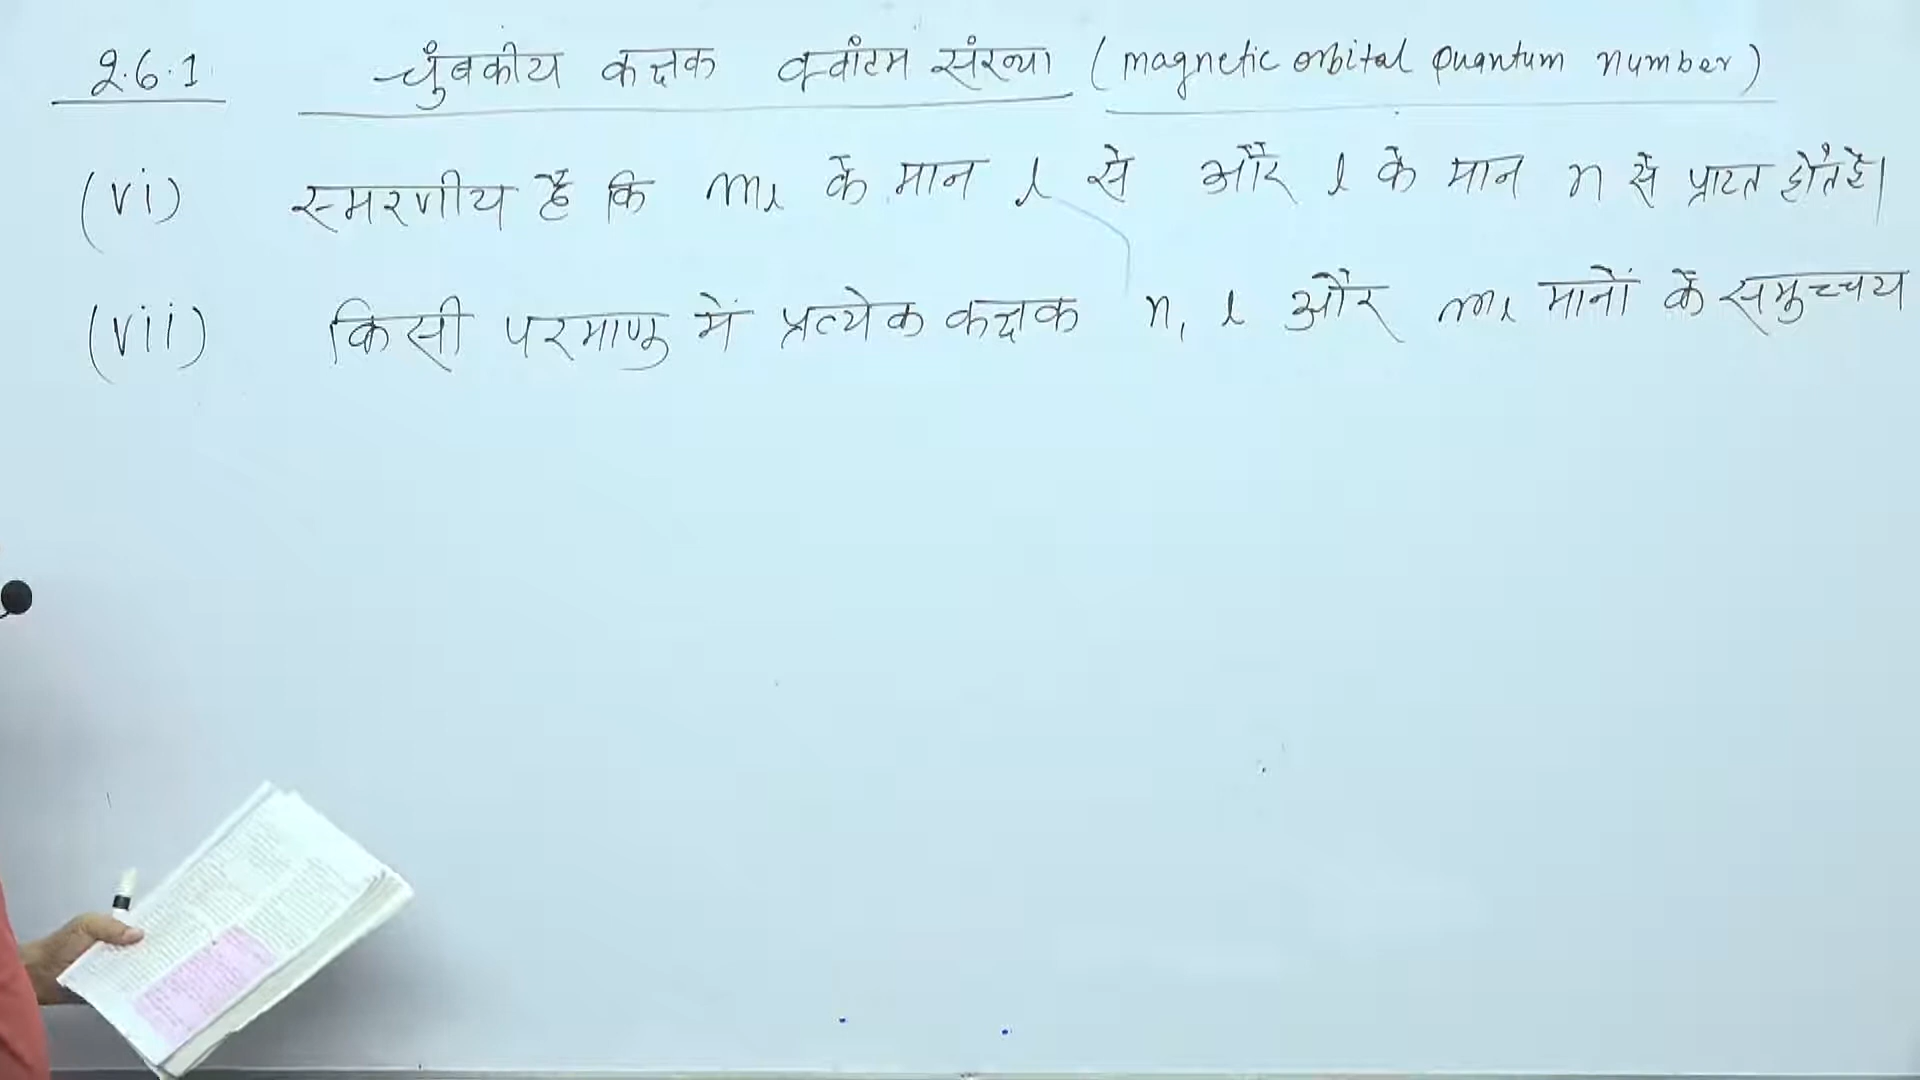 2.6.1 चुंबकीय कक्षक क्वांटम संख्या (magnetic orbital quantum number)
(vi) स्मरणीय है कि mₗ के मान l से और l के मान n से प्राप्त होते है।
(vii) किसी परमाणु में प्रत्येक कक्षक n, l और mₗ मानों के समुच्चय